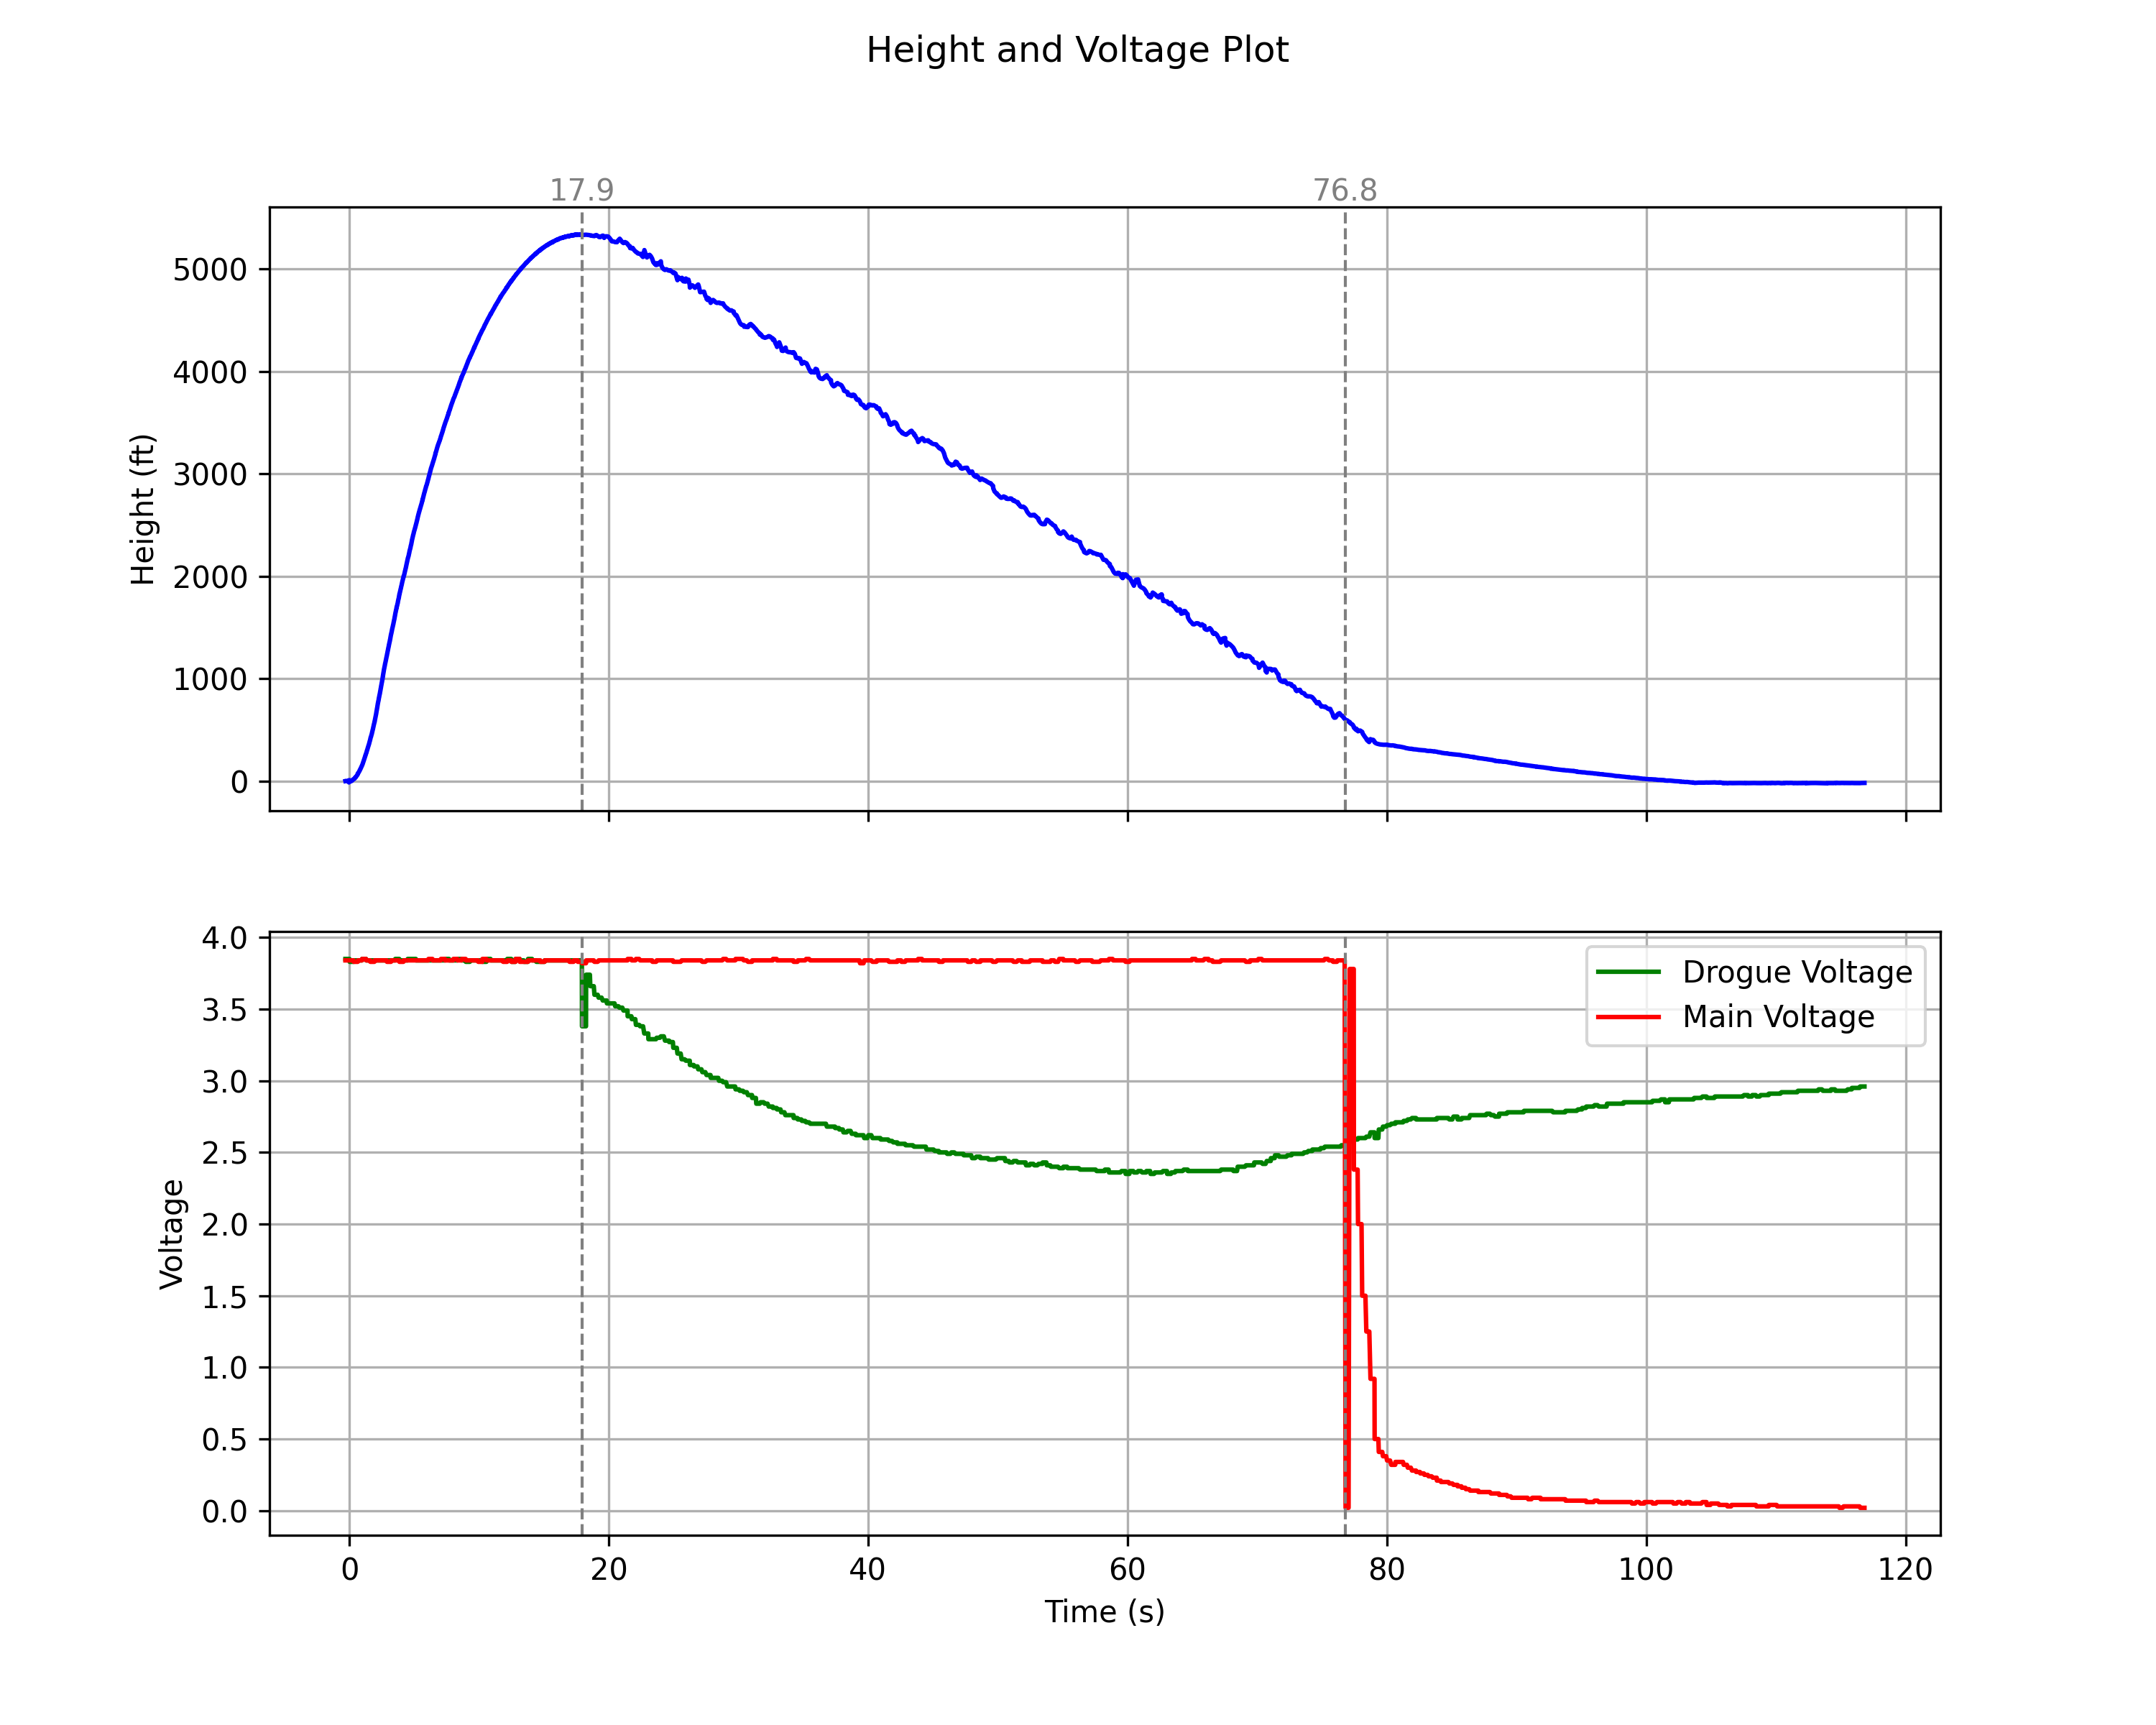 Height and Voltage Plot
17.9 76.8
5000
4000
3000
2000
1000
0
Height (ft)
4.0
3.5
3.0
2.5
2.0
1.5
1.0
0.5
0.0
Voltage
Drogue Voltage
Main Voltage
0 20 40 60 80 100 120
Time (s)